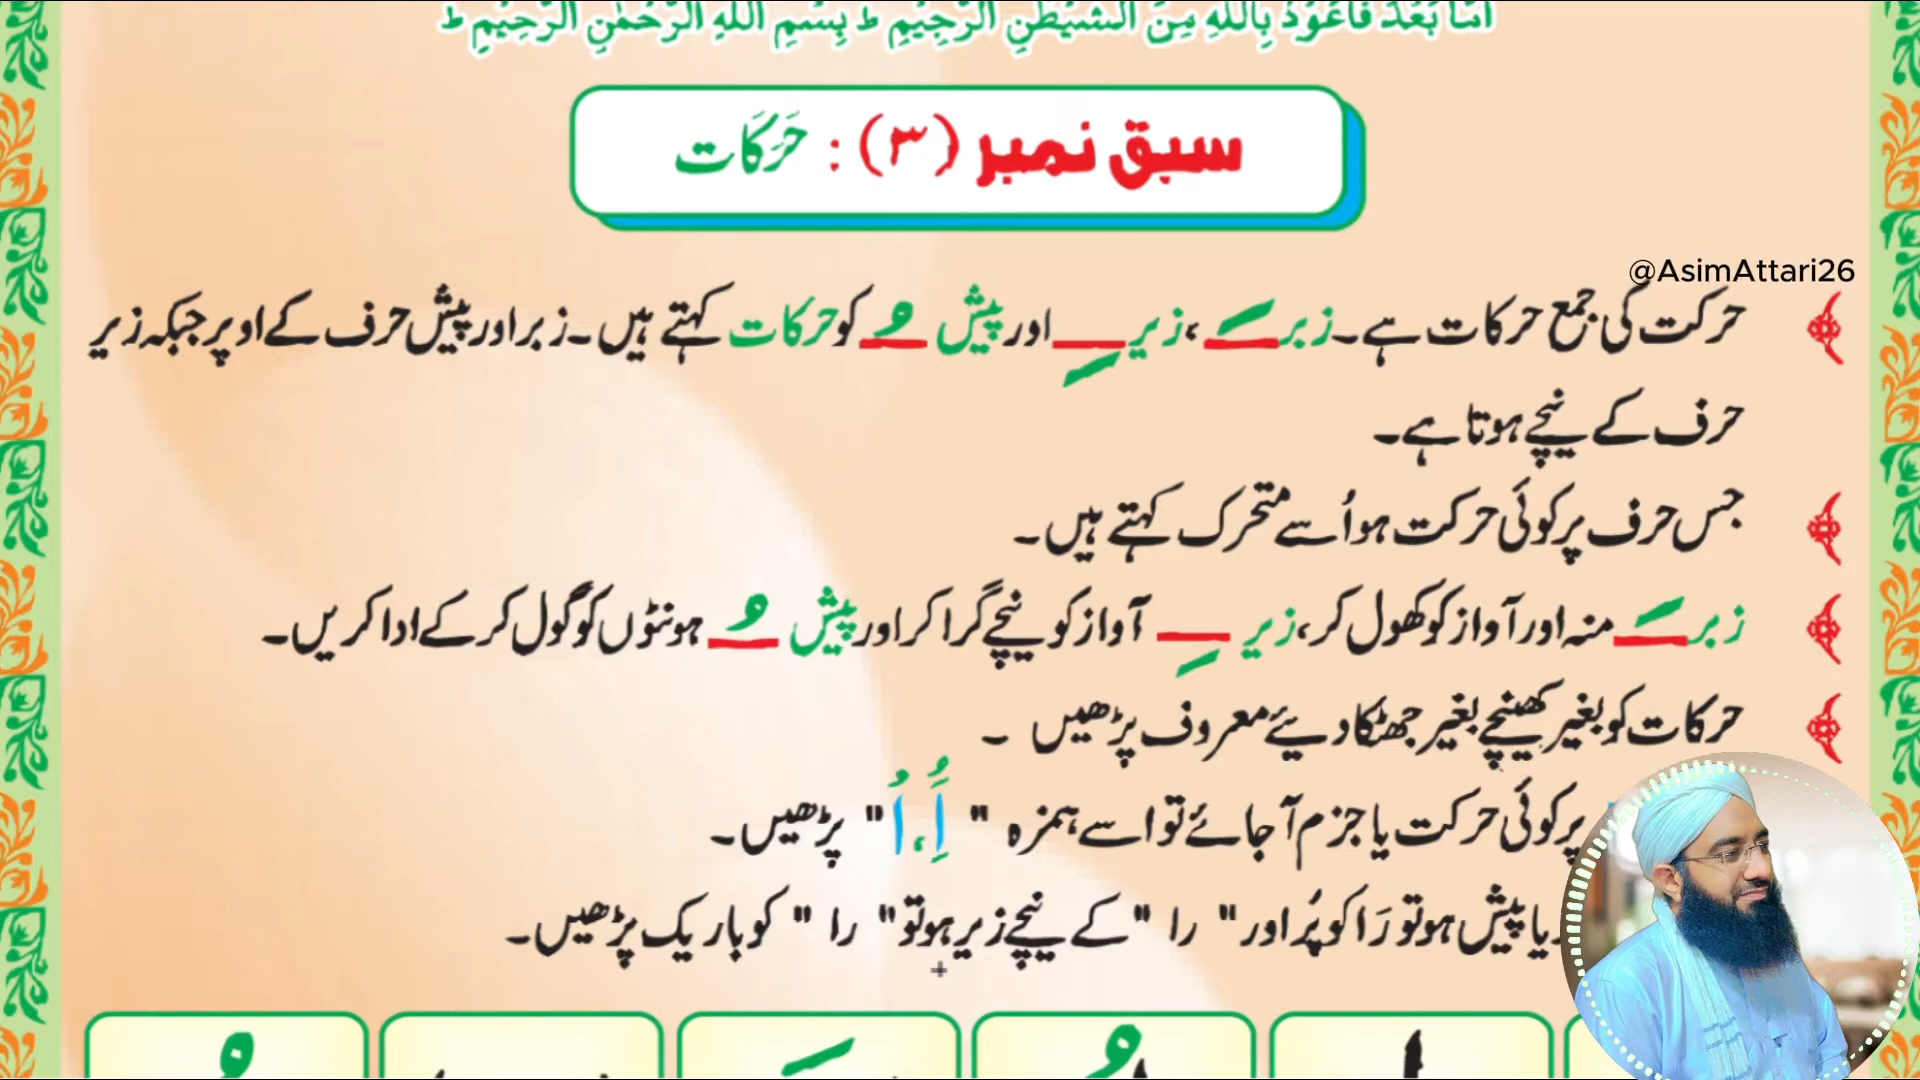 اَمَّا بَعْدُ فَاَعُوْذُ بِاللّٰهِ مِنَ الشَّيْطٰنِ الرَّجِيْمِ ط بِسْمِ اللّٰهِ الرَّحْمٰنِ الرَّحِيْمِ ط
سبق نمبر (۳) : حَرَكَات
@AsimAttari26
حرکت کی جمع حرکات ہے۔ زبر ـَ ، زیر ـِ اور پیش ـُ کو حرکات کہتے ہیں۔ زبر اور پیش حرف کے اوپر جبکہ زیر
حرف کے نیچے ہوتا ہے۔
جس حرف پر کوئی حرکت ہو اُسے متحرک کہتے ہیں۔
زبر ـَ منہ اور آواز کو کھول کر، زیر ـِ آواز کو نیچے گرا کر اور پیش ـُ ہونٹوں کو گول کر کے ادا کریں۔
حرکات کو بغیر کھینچے بغیر جھٹکا دیئے معروف پڑھیں ۔
پر کوئی حرکت یا جزم آ جائے تو اسے ہمزہ " " پڑھیں۔
یا پیش ہو تو رَا کو پُر اور " را " کے نیچے زیر ہو تو " را " کو باریک پڑھیں۔